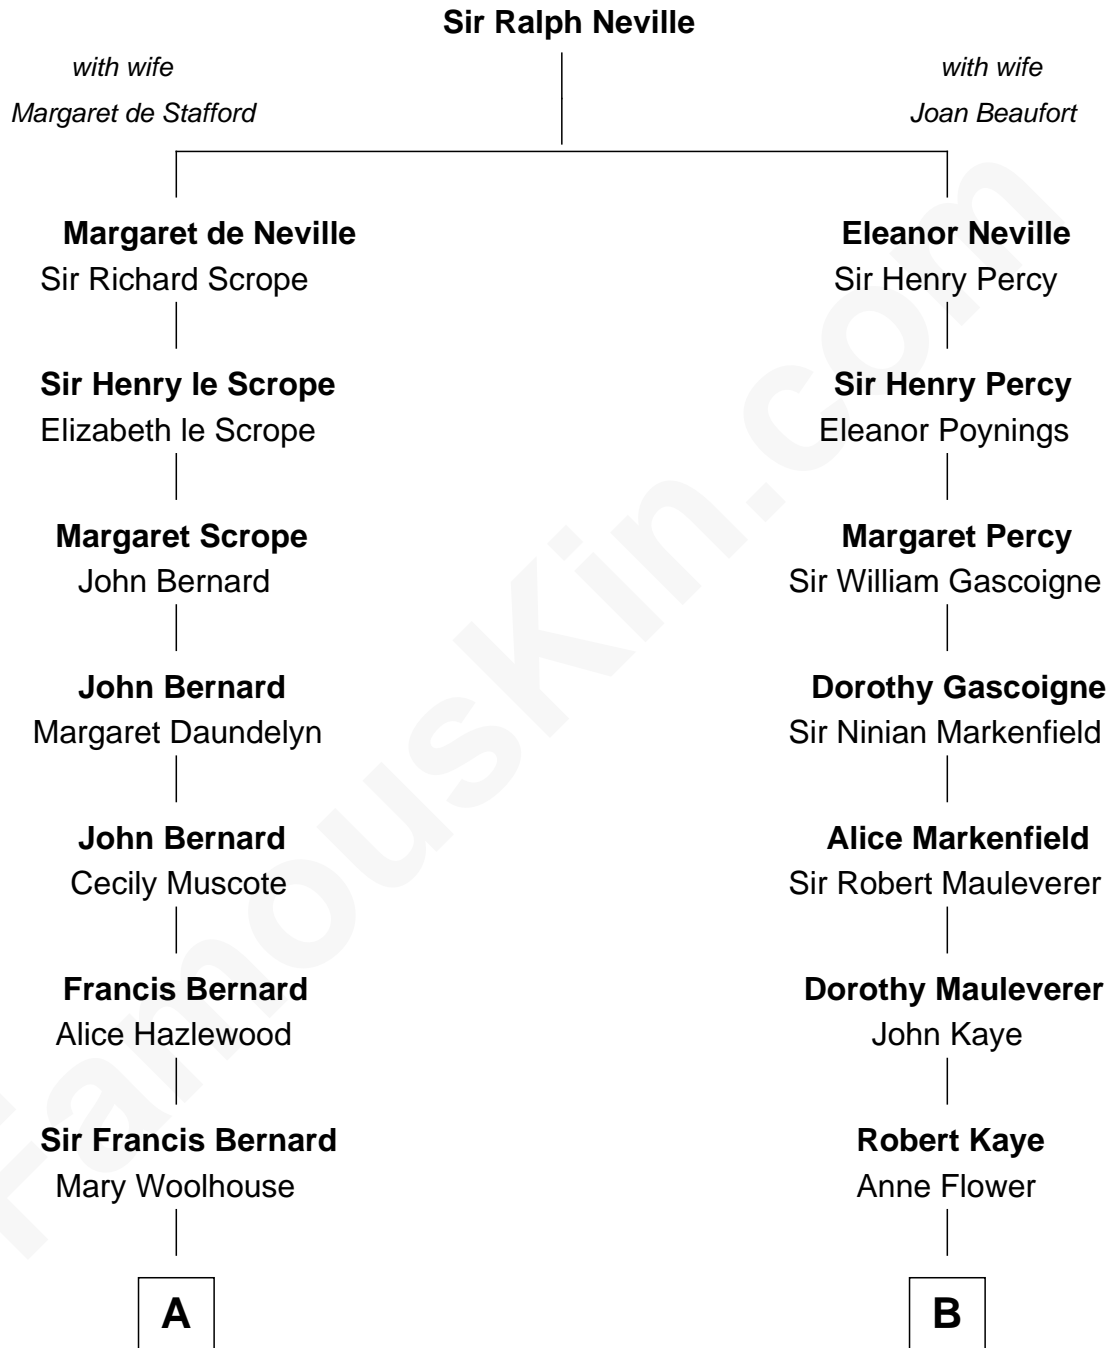 Sir Ralph Neville
with wife
Margaret de Stafford
with wife
Joan Beaufort
Margaret de Neville
Sir Richard Scrope
Eleanor Neville
Sir Henry Percy
Sir Henry le Scrope
Elizabeth le Scrope
Sir Henry Percy
Eleanor Poynings
Margaret Scrope
John Bernard
Margaret Percy
Sir William Gascoigne
John Bernard
Margaret Daundelyn
Dorothy Gascoigne
Sir Ninian Markenfield
John Bernard
Cecily Muscote
Alice Markenfield
Sir Robert Mauleverer
Francis Bernard
Alice Hazlewood
Dorothy Mauleverer
John Kaye
Sir Francis Bernard
Mary Woolhouse
Robert Kaye
Anne Flower
A
B
FamousKin.com